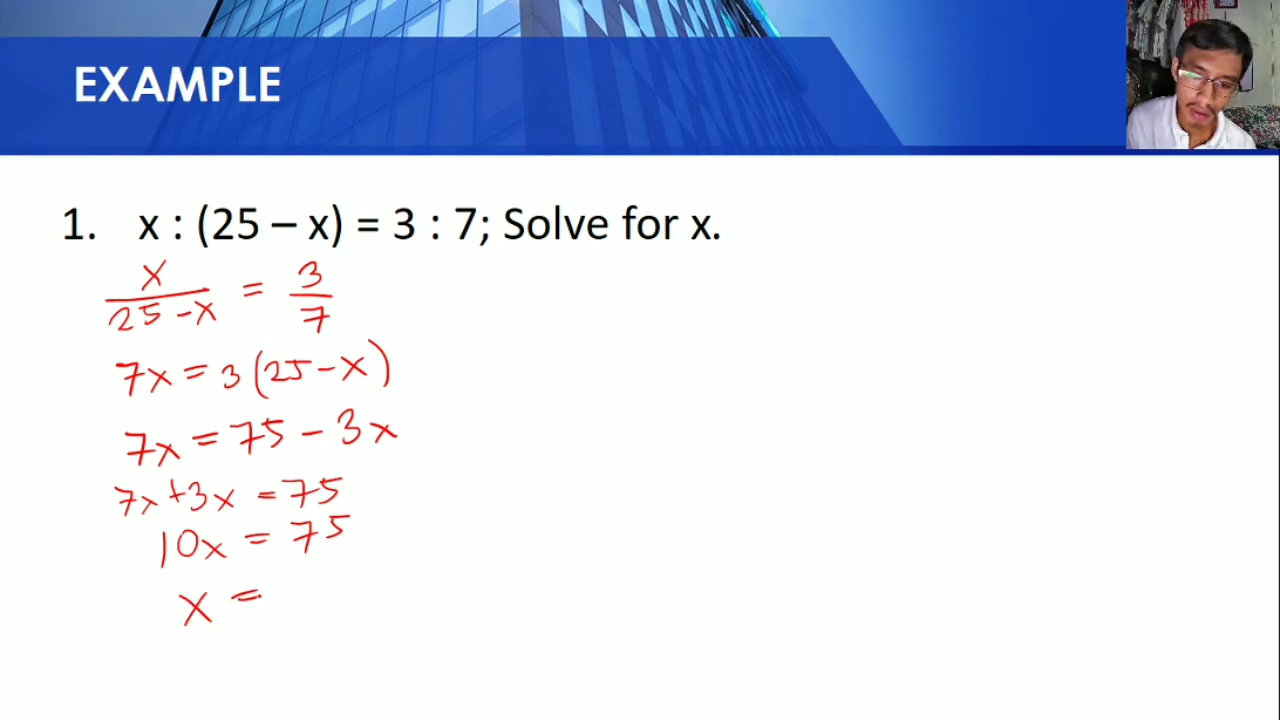 EXAMPLE
1. x : (25 – x) = 3 : 7; Solve for x.
x/25-x = 3/7
7x = 3(25-x)
7x = 75 - 3x
7x+3x = 75
10x = 75
x =